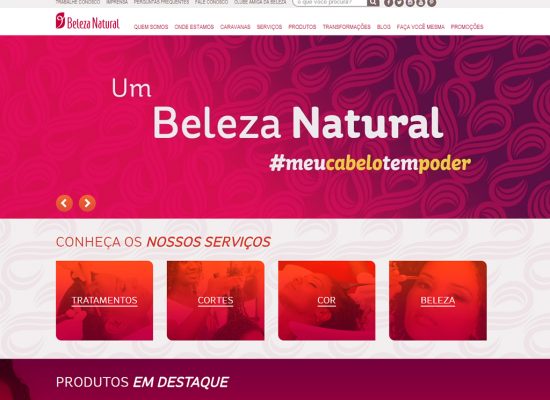 TRABALHE CONOSCO IMPRENSA PERGUNTAS FREQUENTES FALE CONOSCO CLUBE AMIGA DA BELEZA O que você procurar?
Beleza Natural
QUEM SOMOS ONDE ESTAMOS CARAVANAS SERVIÇOS PRODUTOS TRANSFORMAÇÕES BLOG FAÇA VOCÊ MESMA PROMOÇÕES
Um
Beleza Natural
#meucabelotempoder
CONHEÇA OS NOSSOS SERVIÇOS
TRATAMENTOS CORTES COR BELEZA
PRODUTOS EM DESTAQUE